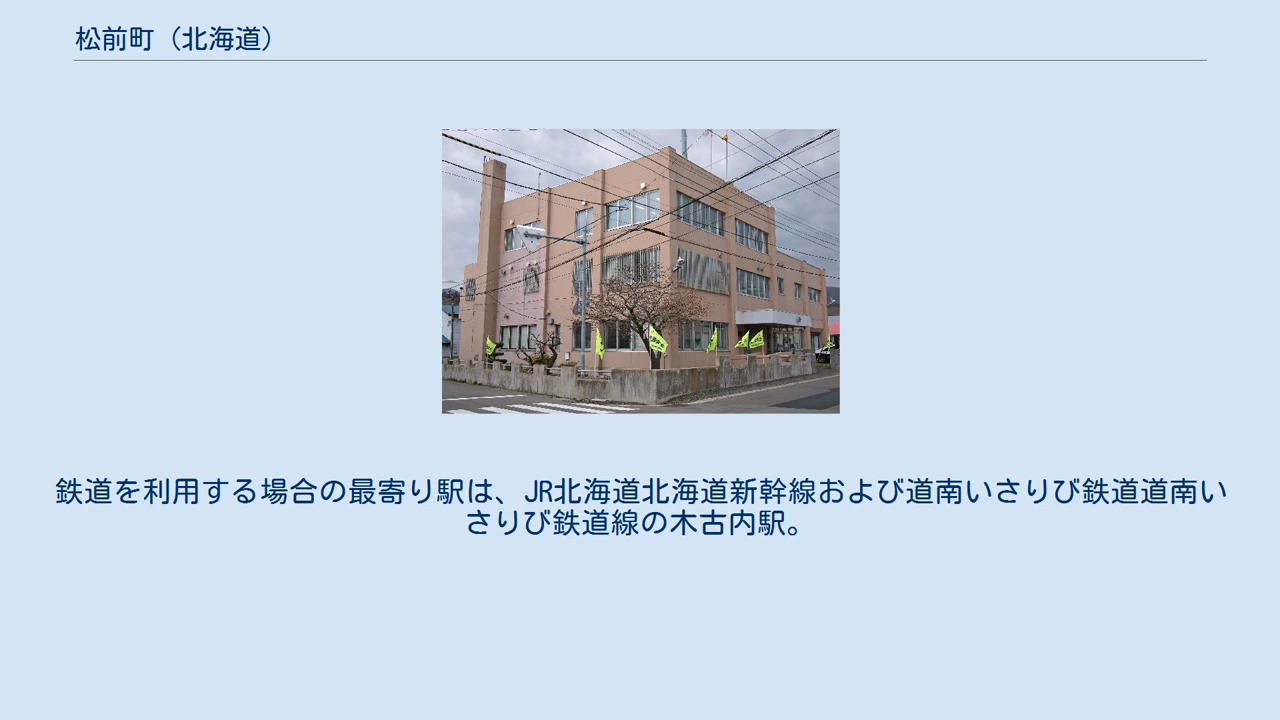 松前町（北海道）
鉄道を利用する場合の最寄り駅は、JR北海道北海道新幹線および道南いさりび鉄道道南い
さりび鉄道線の木古内駅。